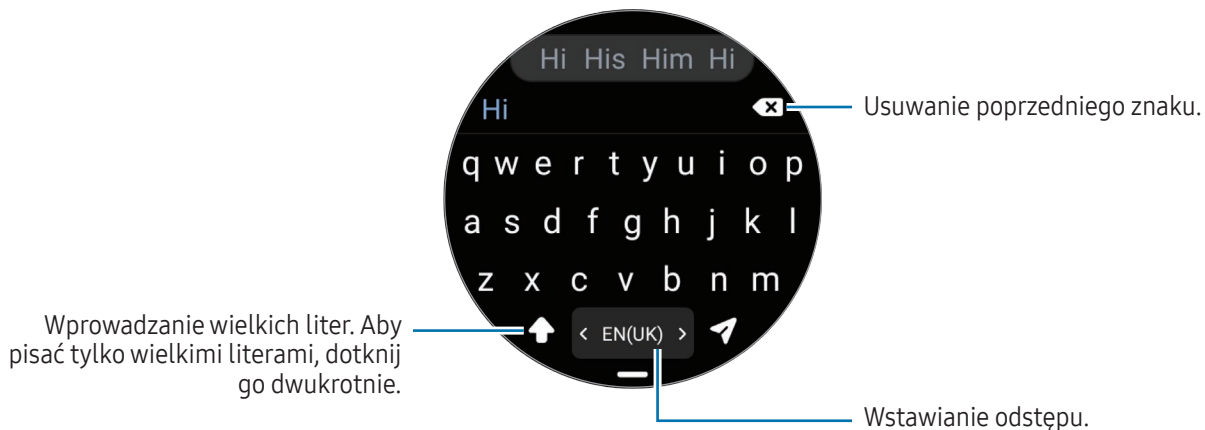 Hi His Him Hi
Hi
Usuwanie poprzedniego znaku.
q w e r t y u i o p
a s d f g h j k l
z x c v b n m
Wprowadzanie wielkich liter. Aby
pisać tylko wielkimi literami, dotknij
go dwukrotnie.
< EN(UK) >
Wstawianie odstępu.